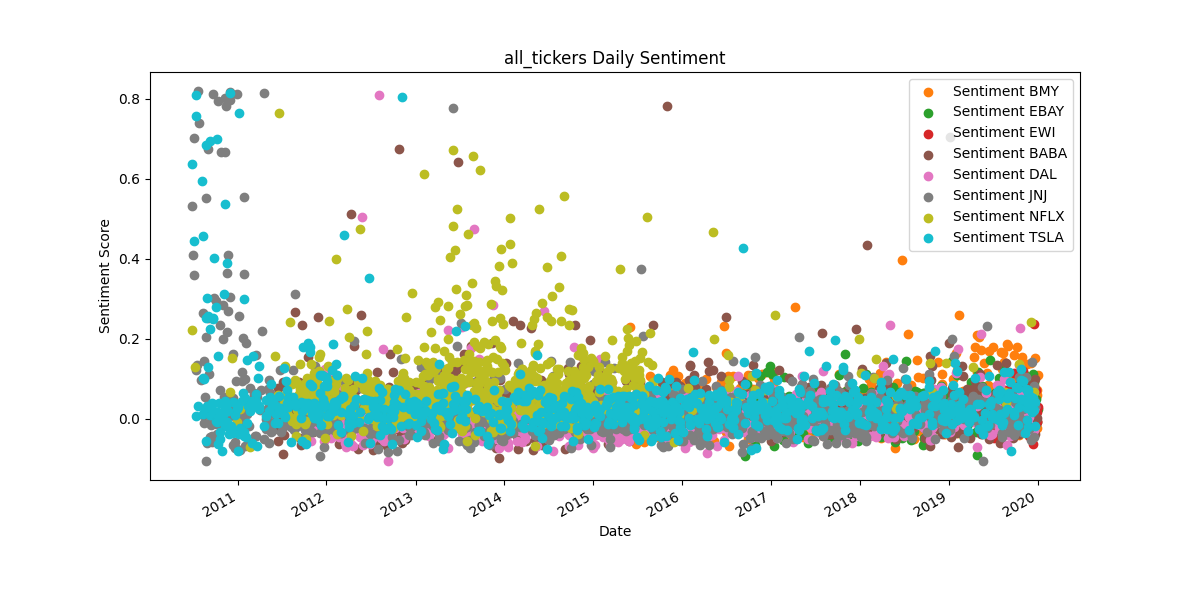 all_tickers Daily Sentiment
Sentiment Score
0.8
0.6
0.4
0.2
0.0
Sentiment BMY
Sentiment EBAY
Sentiment EWI
Sentiment BABA
Sentiment DAL
Sentiment JNJ
Sentiment NFLX
Sentiment TSLA
2011
2012
2013
2014
2015
2016
2017
2018
2019
2020
Date